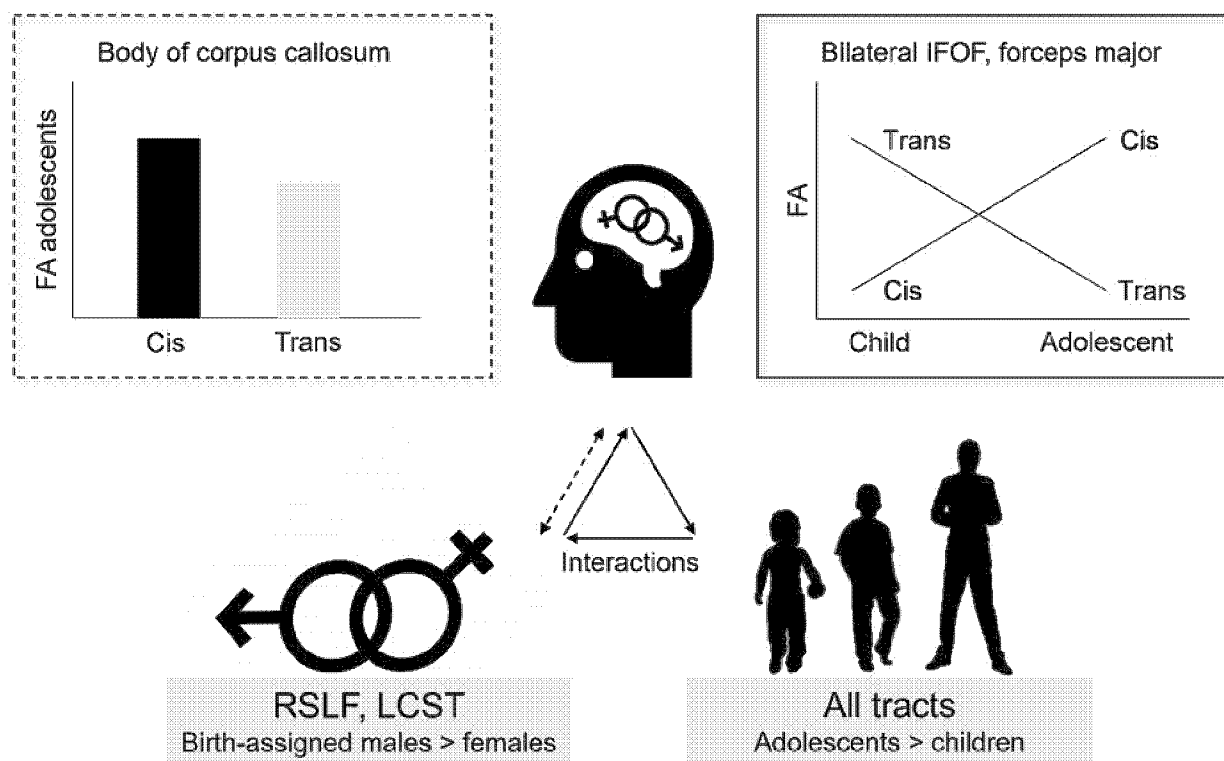 Body of corpus callosum
FA adolescents
Cis
Trans
Bilateral IFOF, forceps major
FA
Trans
Cis
Cis
Trans
Child
Adolescent
Interactions
RSLF, LCST
Birth-assigned males > females
All tracts
Adolescents > children